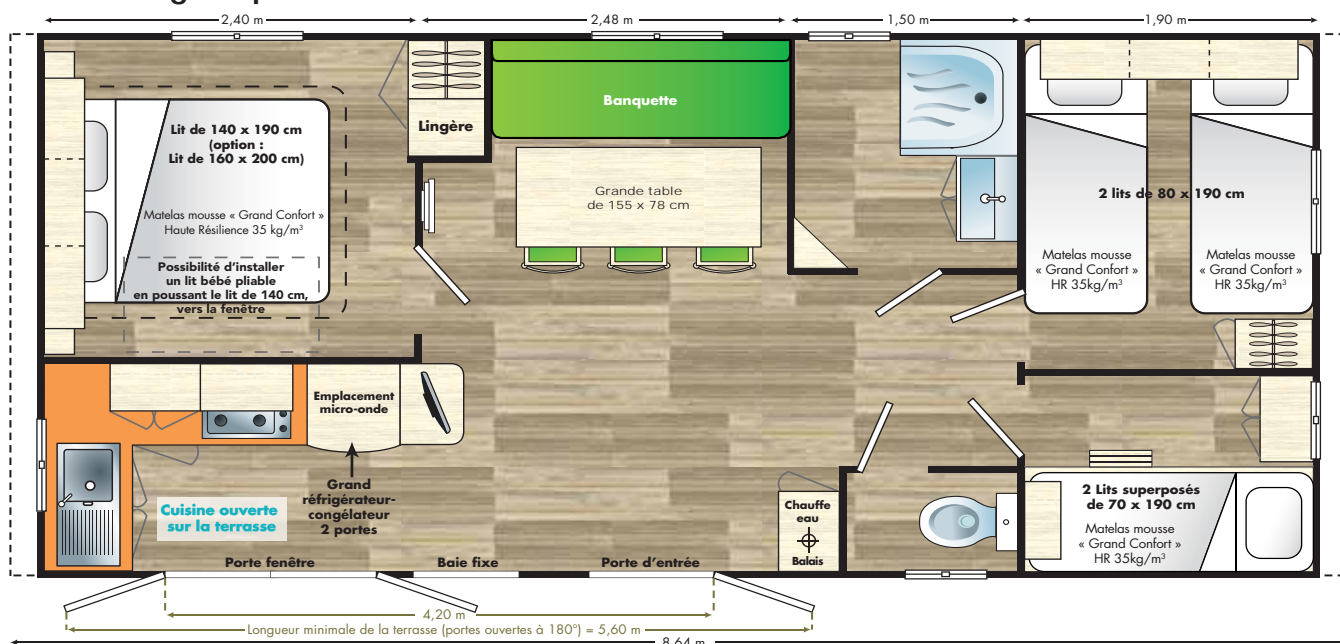 2,40 m
2,48 m
1,50 m
1,90 m
Lit de 140 x 190 cm
(option :
Lit de 160 x 200 cm)
Matelas mousse « Grand Confort »
Haute Résilience 35 kg/m³
Possibilité d’installer
un lit bébé pliable
en poussant le lit de 140 cm,
vers la fenêtre
Lingère
Banquette
Grande table
de 155 x 78 cm
2 lits de 80 x 190 cm
Matelas mousse
« Grand Confort »
HR 35kg/m³
Matelas mousse
« Grand Confort »
HR 35kg/m³
Emplacement
micro-onde
Grand
réfrigérateur-
congélateur
2 portes
Cuisine ouverte
sur la terrasse
Chauffe
eau
Balais
2 Lits superposés
de 70 x 190 cm
Matelas mousse
« Grand Confort »
HR 35kg/m³
Porte fenêtre
Baie fixe
Porte d’entrée
4,20 m
Longueur minimale de la terrasse (portes ouvertes à 180°) = 5,60 m
8,64 m